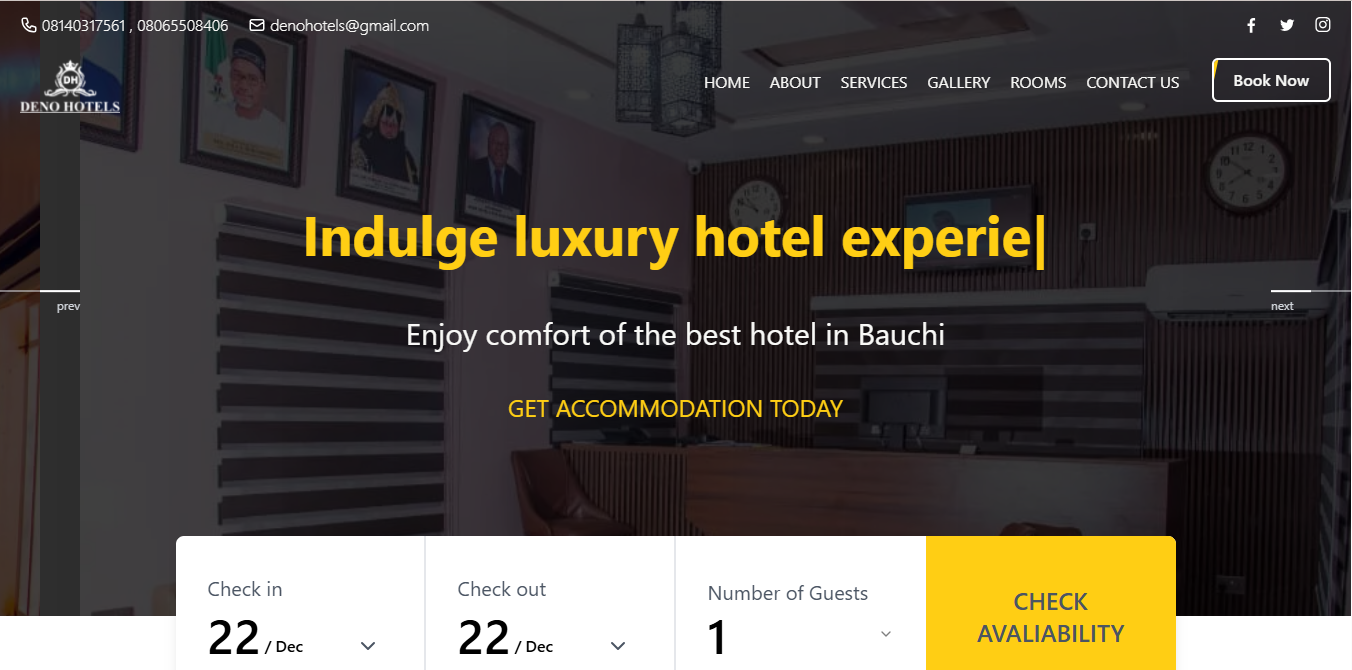 08140317561 , 08065508406 denohotels@gmail.com
DH
DENO HOTELS
HOME ABOUT SERVICES GALLERY ROOMS CONTACT US Book Now
Indulge luxury hotel experie|
Enjoy comfort of the best hotel in Bauchi
prev
next
GET ACCOMMODATION TODAY
Check in
22 / Dec
Check out
22 / Dec
Number of Guests
1
CHECK
AVALIABILITY